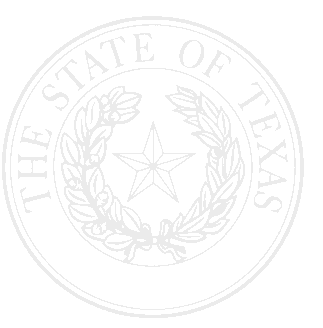 THE STATE OF TEXAS